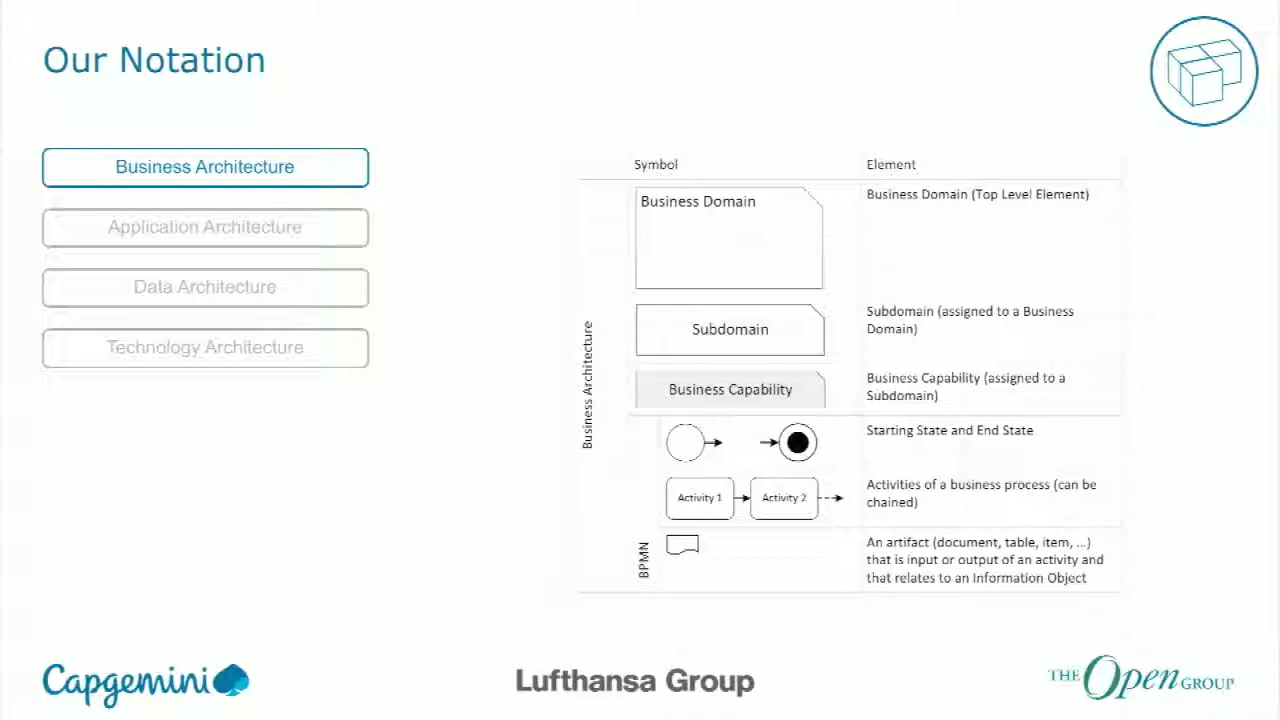 Our Notation
Business Architecture
Application Architecture
Data Architecture
Technology Architecture
Symbol
Element
Business Architecture
Business Domain
Business Domain (Top Level Element)
Subdomain
Subdomain (assigned to a Business
Domain)
Business Capability
Business Capability (assigned to a
Subdomain)
Starting State and End State
Activity 1
Activity 2
Activities of a business process (can be
chained)
BPMN
An artifact (document, table, item, ...)
that is input or output of an activity and
that relates to an Information Object
Capgemini
Lufthansa Group
THE Open GROUP